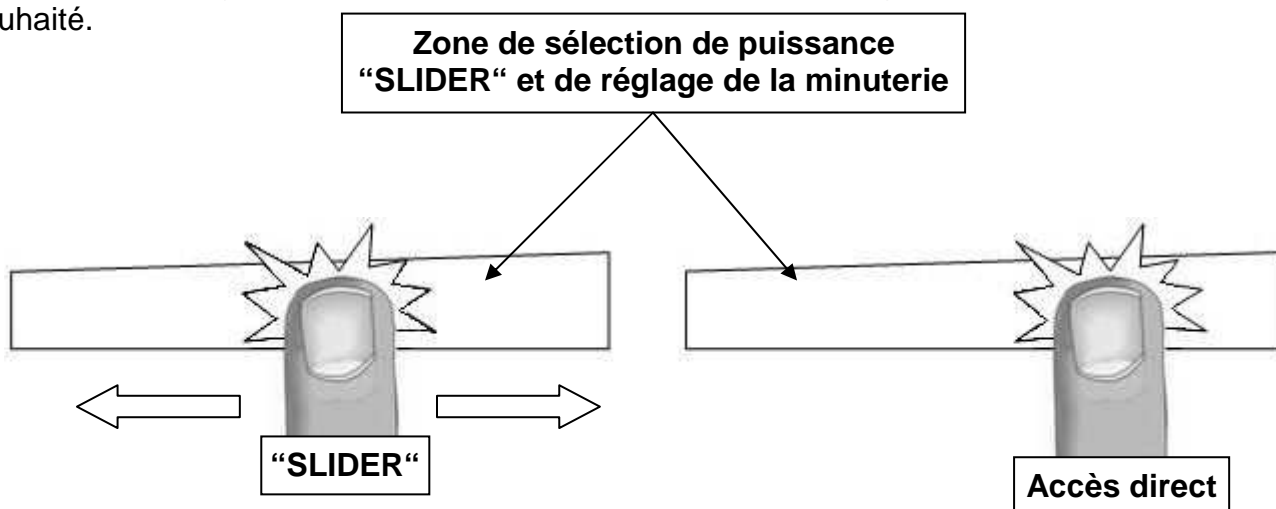 uhaité.
Zone de sélection de puissance
“SLIDER“ et de réglage de la minuterie
“SLIDER“
Accès direct